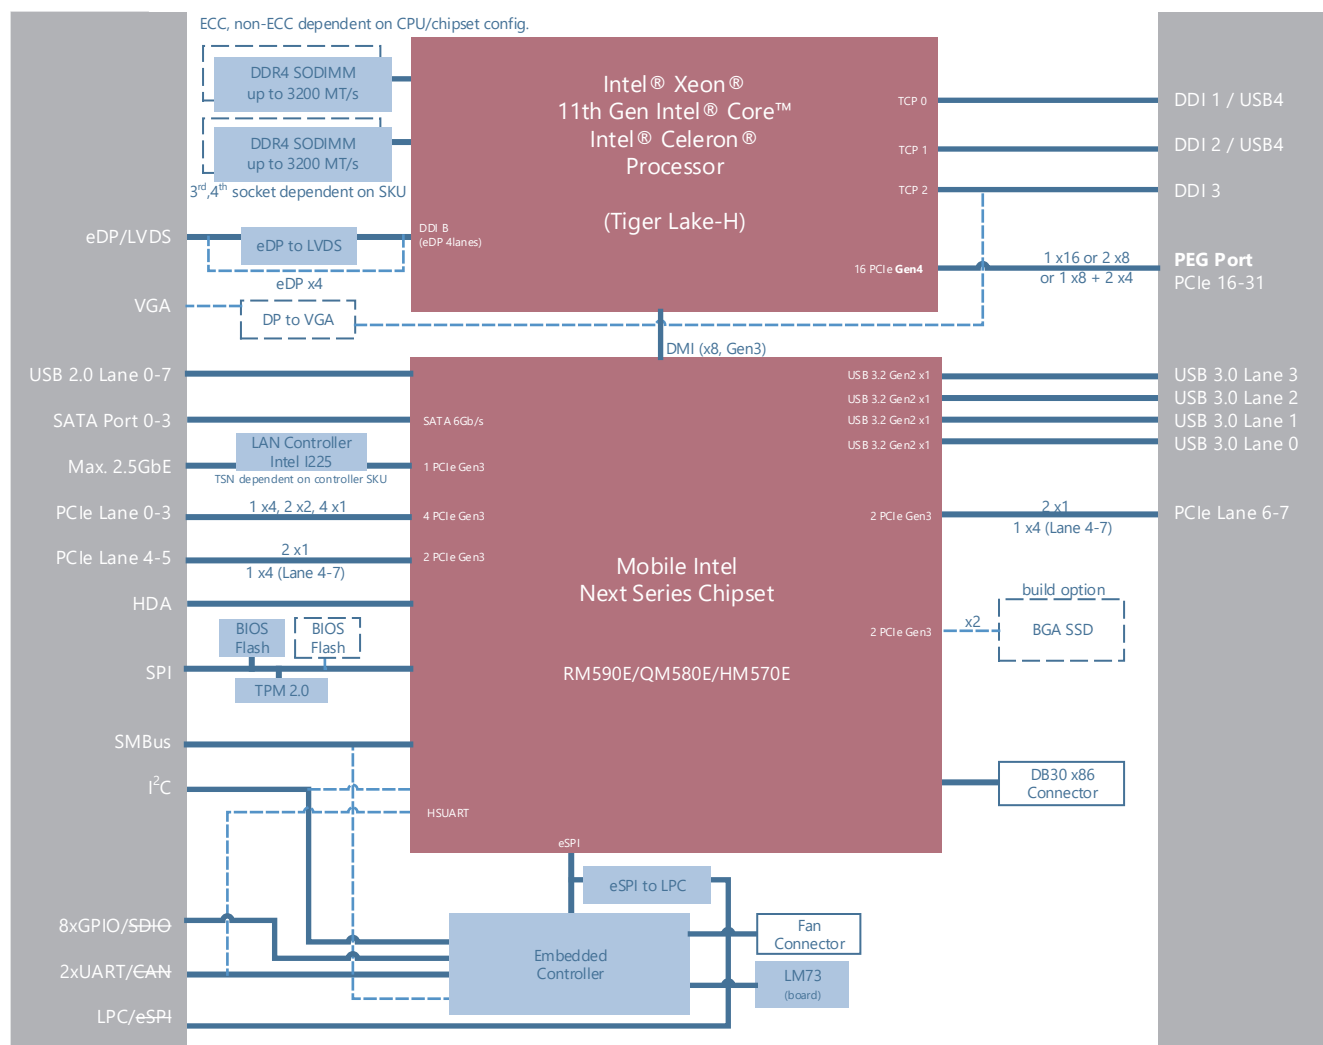 ECC, non-ECC dependent on CPU/chipset config.
DDR4 SODIMM
up to 3200 MT/s
DDR4 SODIMM
up to 3200 MT/s
3rd,4th socket dependent on SKU
Intel® Xeon®
11th Gen Intel® Core™
Intel® Celeron®
Processor
(Tiger Lake-H)
TCP 0
TCP 1
TCP 2
DDI B
(eDP 4lanes)
16 PCIe Gen4
DDI 1 / USB4
DDI 2 / USB4
DDI 3
1 x16 or 2 x8
or 1 x8 + 2 x4
PEG Port
PCIe 16-31
eDP/LVDS
eDP to LVDS
eDP x4
VGA
DP to VGA
DMI (x8, Gen3)
USB 2.0 Lane 0-7
SATA Port 0-3
SATA 6Gb/s
LAN Controller
Intel I225
Max. 2.5GbE
TSN dependent on controller SKU
1 PCIe Gen3
PCIe Lane 0-3
1 x4, 2 x2, 4 x1
4 PCIe Gen3
PCIe Lane 4-5
2 x1
1 x4 (Lane 4-7)
2 PCIe Gen3
HDA
BIOS
Flash
BIOS
Flash
SPI
TPM 2.0
SMBus
I2C
HSUART
eSPI
Mobile Intel
Next Series Chipset
RM590E/QM580E/HM570E
USB 3.2 Gen2 x1
USB 3.2 Gen2 x1
USB 3.2 Gen2 x1
USB 3.2 Gen2 x1
USB 3.0 Lane 3
USB 3.0 Lane 2
USB 3.0 Lane 1
USB 3.0 Lane 0
2 PCIe Gen3
2 x1
1 x4 (Lane 4-7)
PCIe Lane 6-7
build option
2 PCIe Gen3
x2
BGA SSD
DB30 x86
Connector
eSPI to LPC
8xGPIO/SDIO
2xUART/CAN
LPC/eSPI
Embedded
Controller
Fan
Connector
LM73
(board)